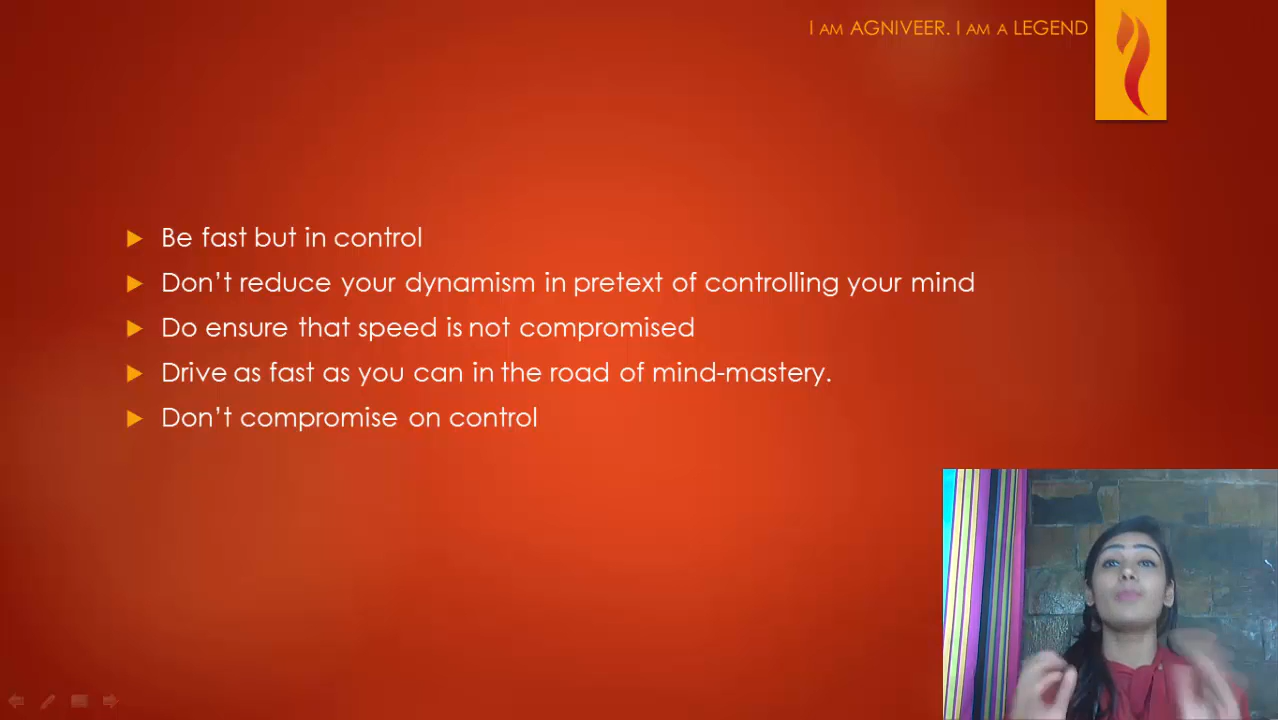 I AM AGNIVEER. I AM A LEGEND
Be fast but in control
Don't reduce your dynamism in pretext of controlling your mind
Do ensure that speed is not compromised
Drive as fast as you can in the road of mind-mastery.
Don't compromise on control